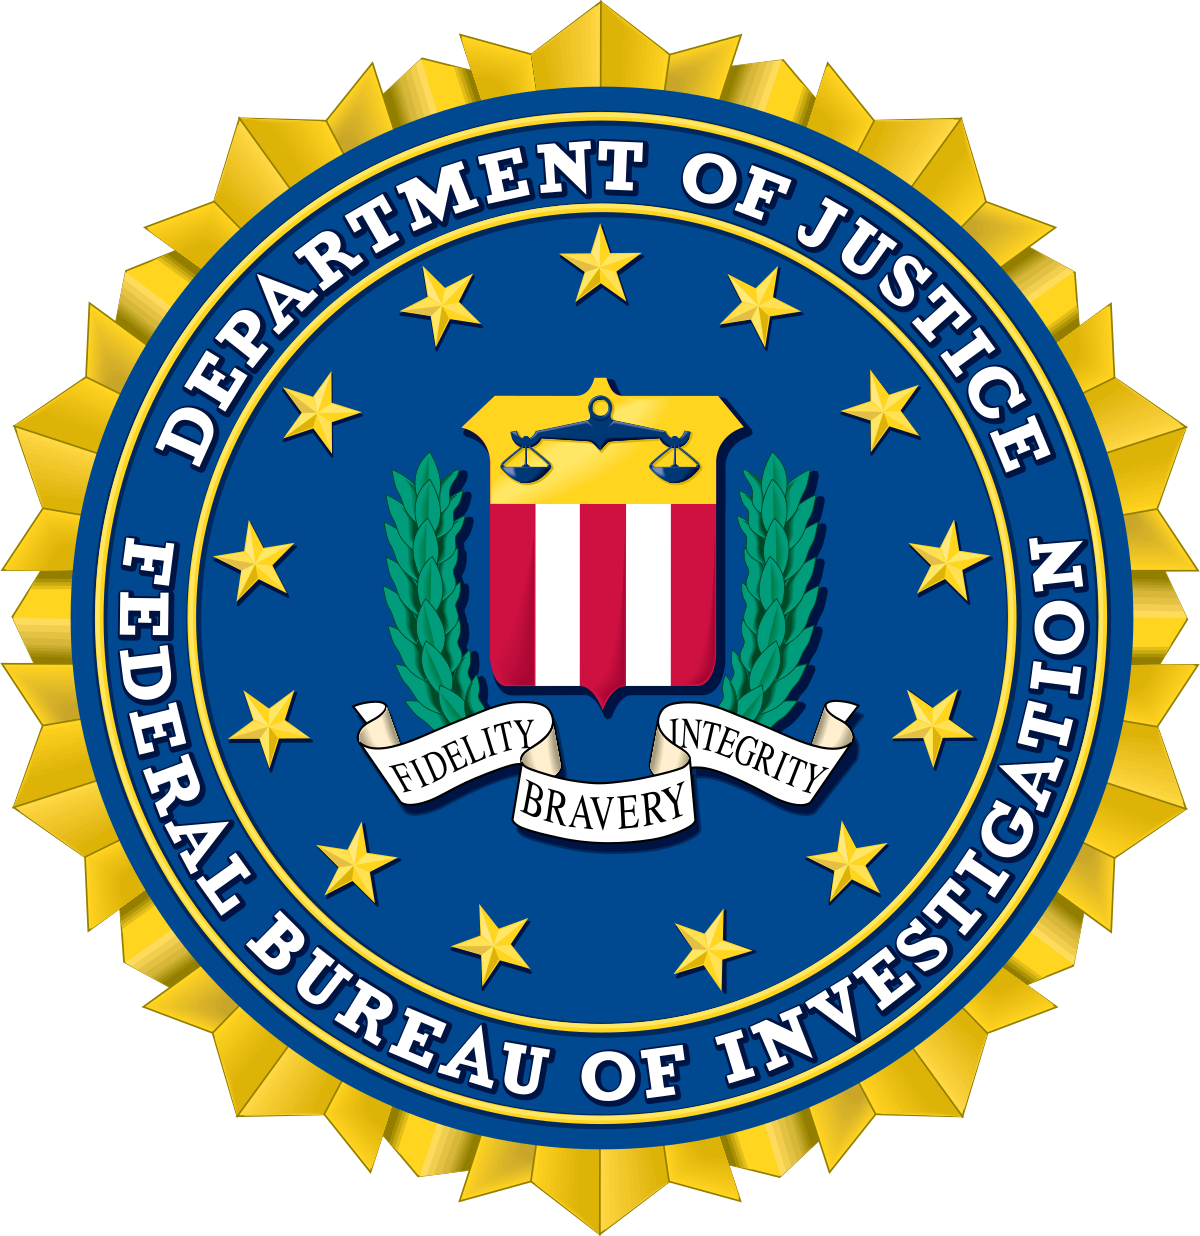 DEPARTMENT OF JUSTICE
FIDELITY
BRAVERY
INTEGRITY
FEDERAL BUREAU OF INVESTIGATION